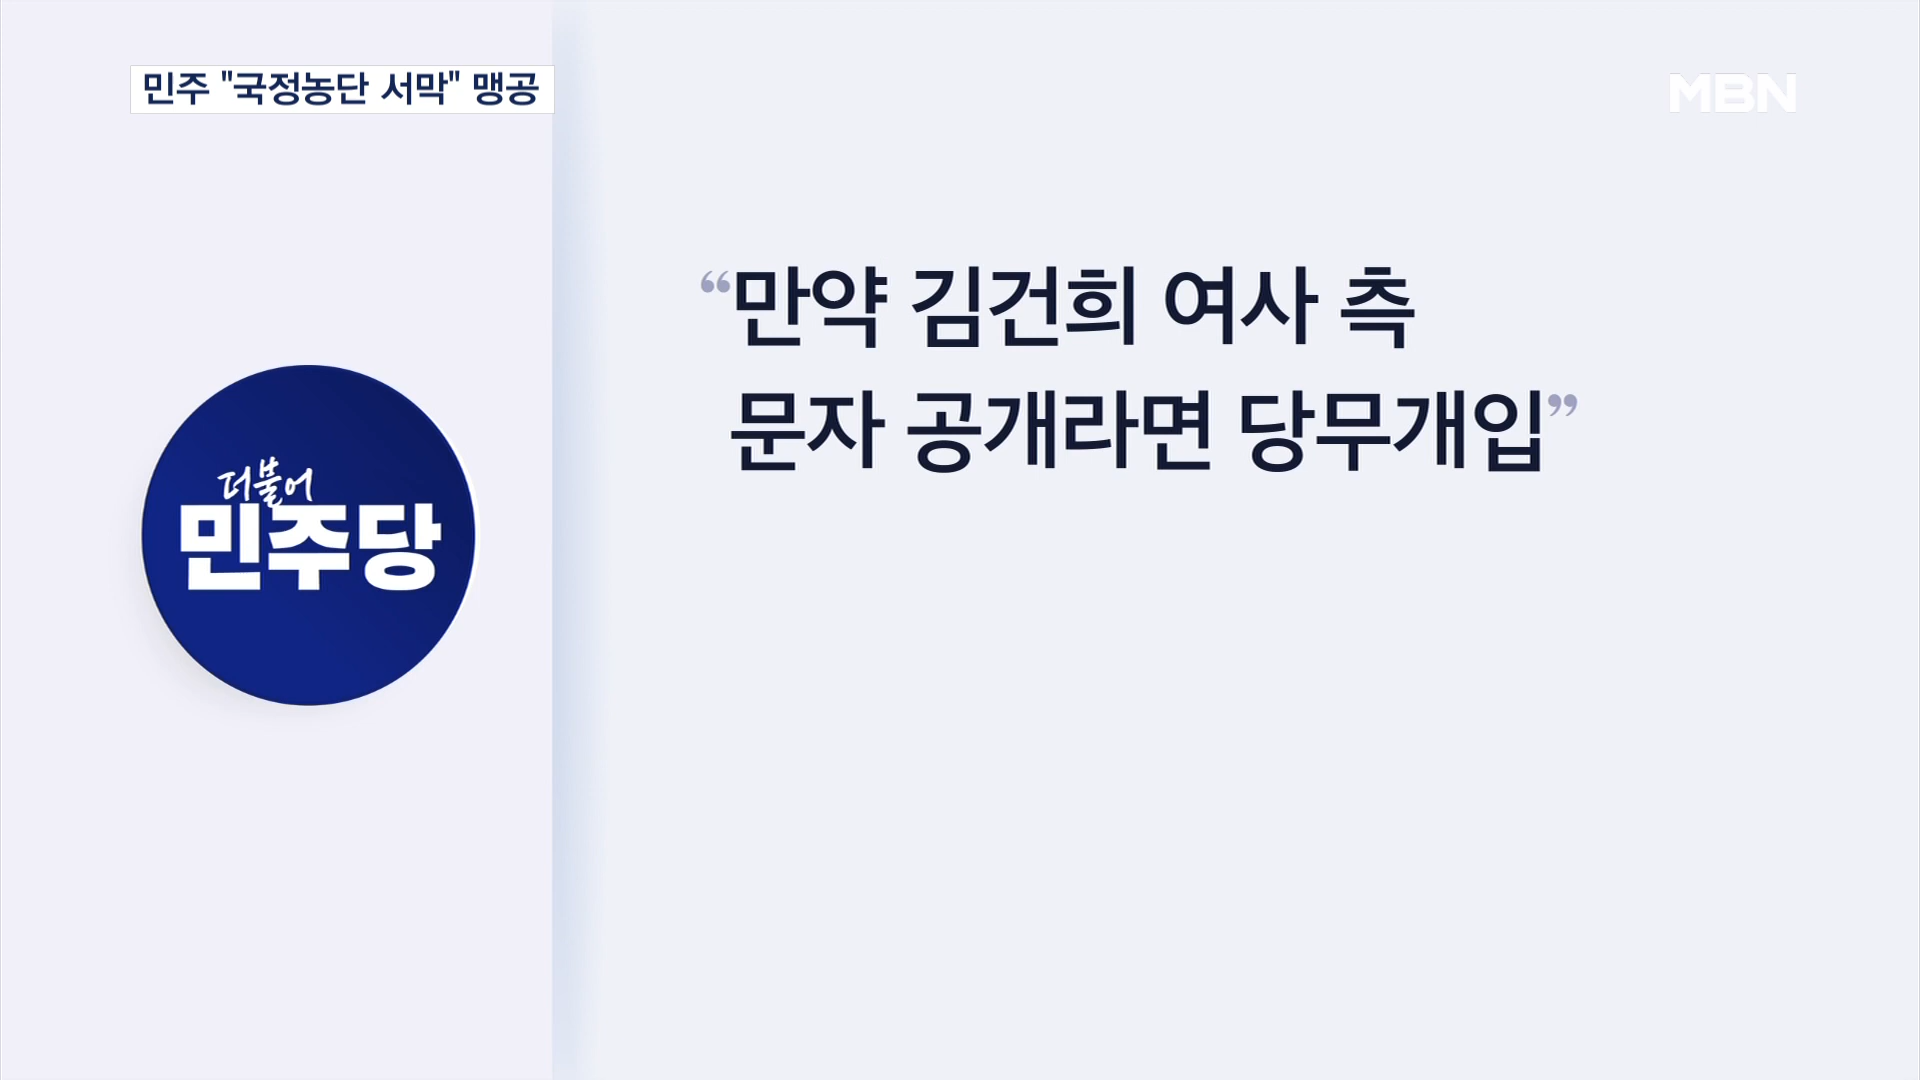 민주 "국정농단 서막" 맹공
MBN
“만약 김건희 여사 측
문자 공개라면 당무개입”
더불어
민주당